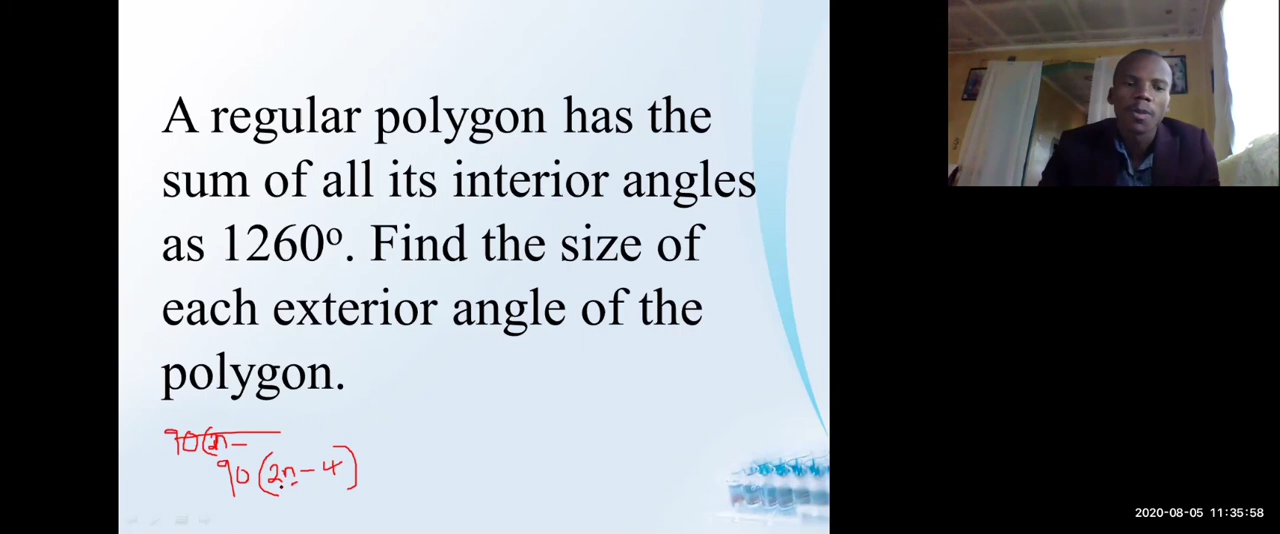 A regular polygon has the
sum of all its interior angles
as 1260º. Find the size of
each exterior angle of the
polygon.
90(2n-
90(2n-4)
2020-08-05 11:35:58